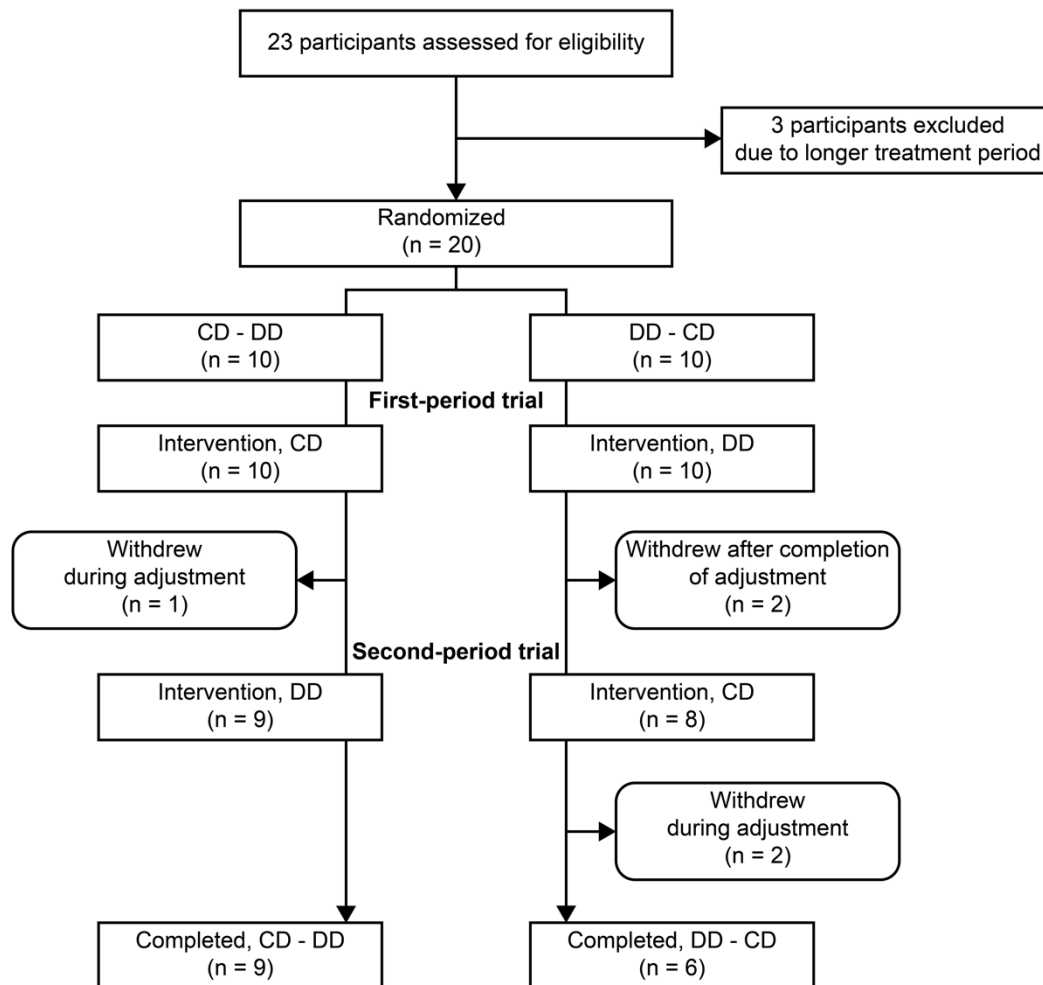 23 participants assessed for eligibility
3 participants excluded
due to longer treatment period
Randomized
(n = 20)
CD - DD
(n = 10)
DD - CD
(n = 10)
First-period trial
Intervention, CD
(n = 10)
Intervention, DD
(n = 10)
Withdrew
during adjustment
(n = 1)
Withdrew after completion
of adjustment
(n = 2)
Second-period trial
Intervention, DD
(n = 9)
Intervention, CD
(n = 8)
Withdrew
during adjustment
(n = 2)
Completed, CD - DD
(n = 9)
Completed, DD - CD
(n = 6)